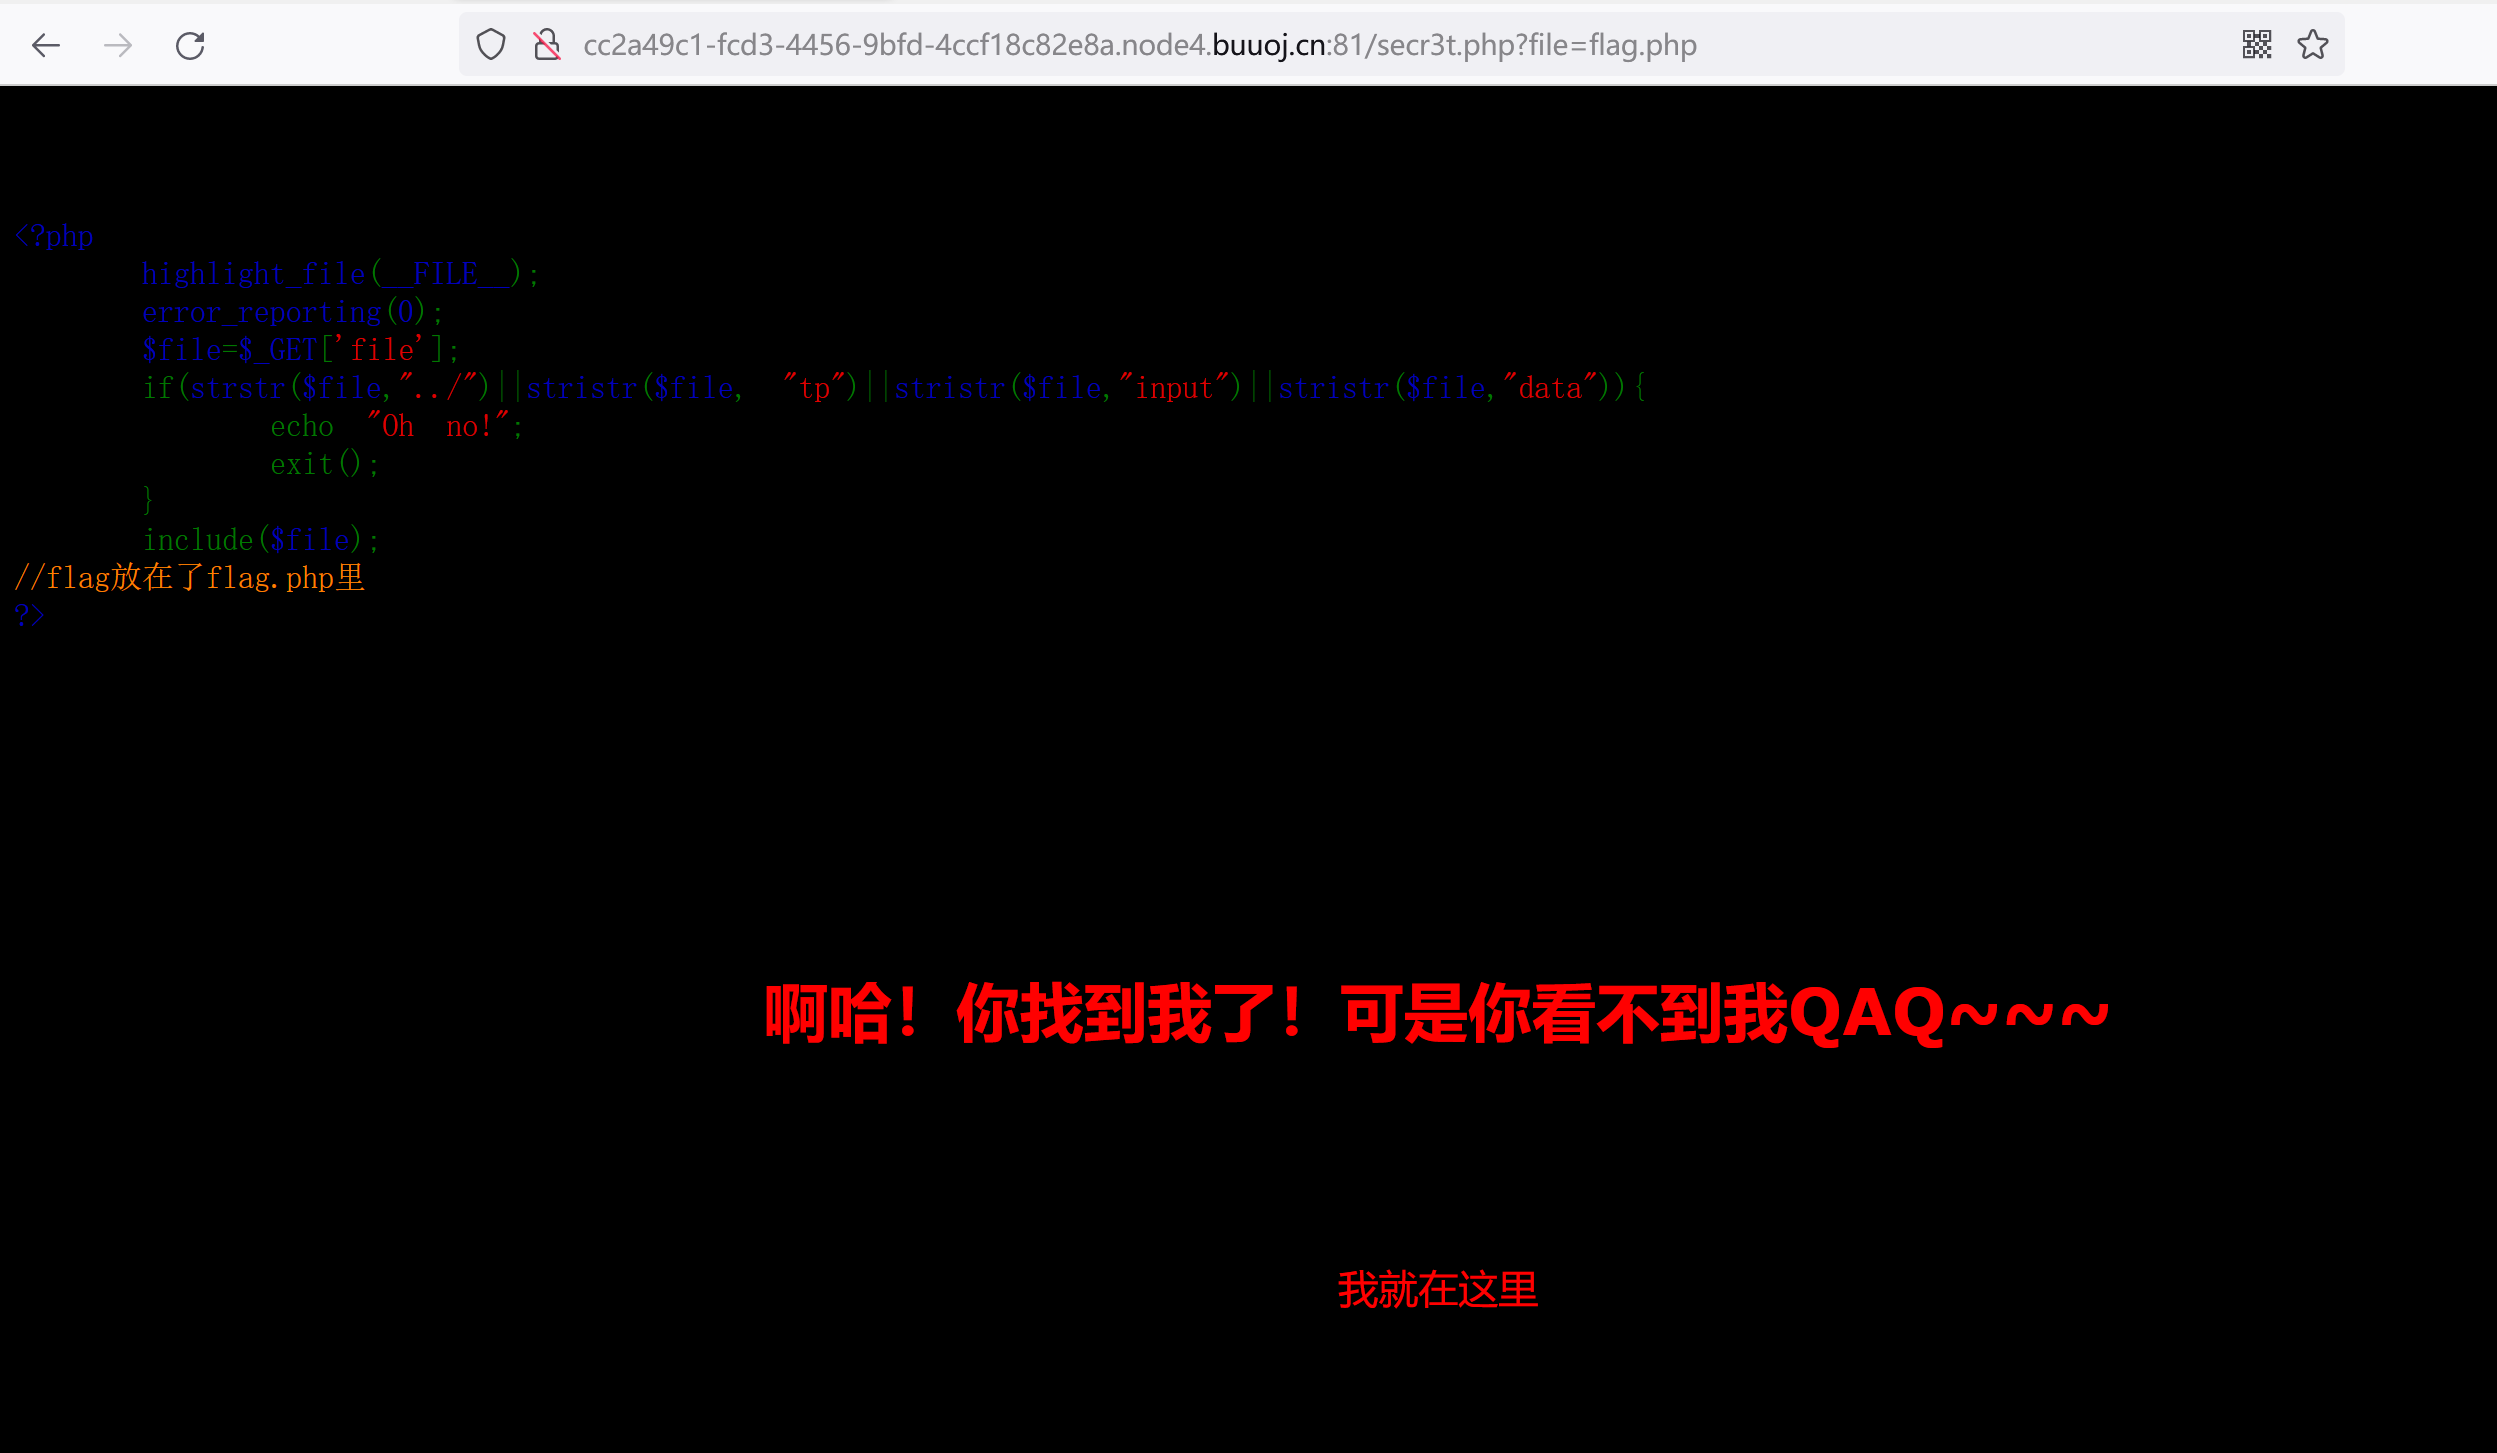 cc2a49c1-fcd3-4456-9bfd-4ccf18c82e8a.node4.buuoj.cn:81/secr3t.php?file=flag.php
<?php
highlight_file(__FILE__);
error_reporting(0);
$file=$_GET['file'];
if(strstr($file,"../")||stristr($file, "tp")||stristr($file,"input")||stristr($file,"data")){
echo "Oh no!";
exit();
}
include($file);
//flag放在了flag.php里
?>
啊哈！你找到我了！可是你看不到我QAQ~~~
我就在这里